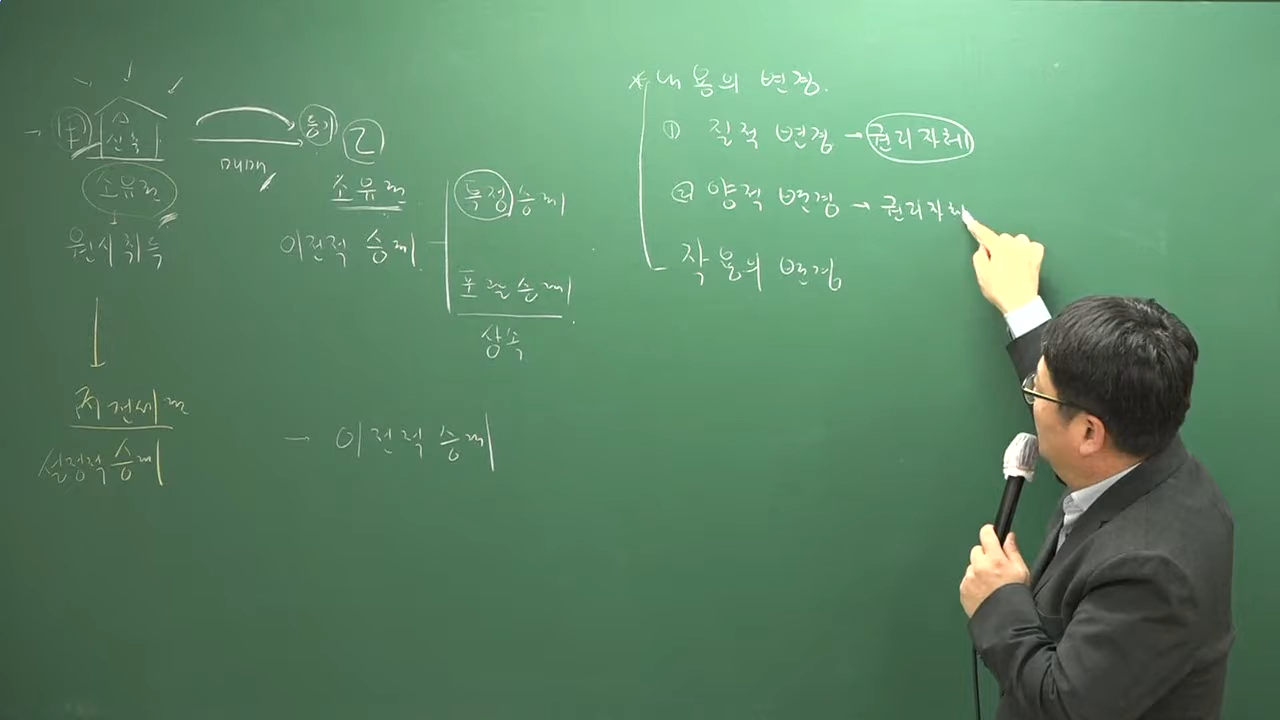 甲 신축 등기 乙
매매
소유권
원시취득
저전세권
설정적 승계
소유권
이전적 승계
특정승계
포괄승계
상속
→ 이전적 승계
* 내용의 변경.
① 질적 변경 → 권리자체
② 양적 변경 → 권리자체
작용의 변경